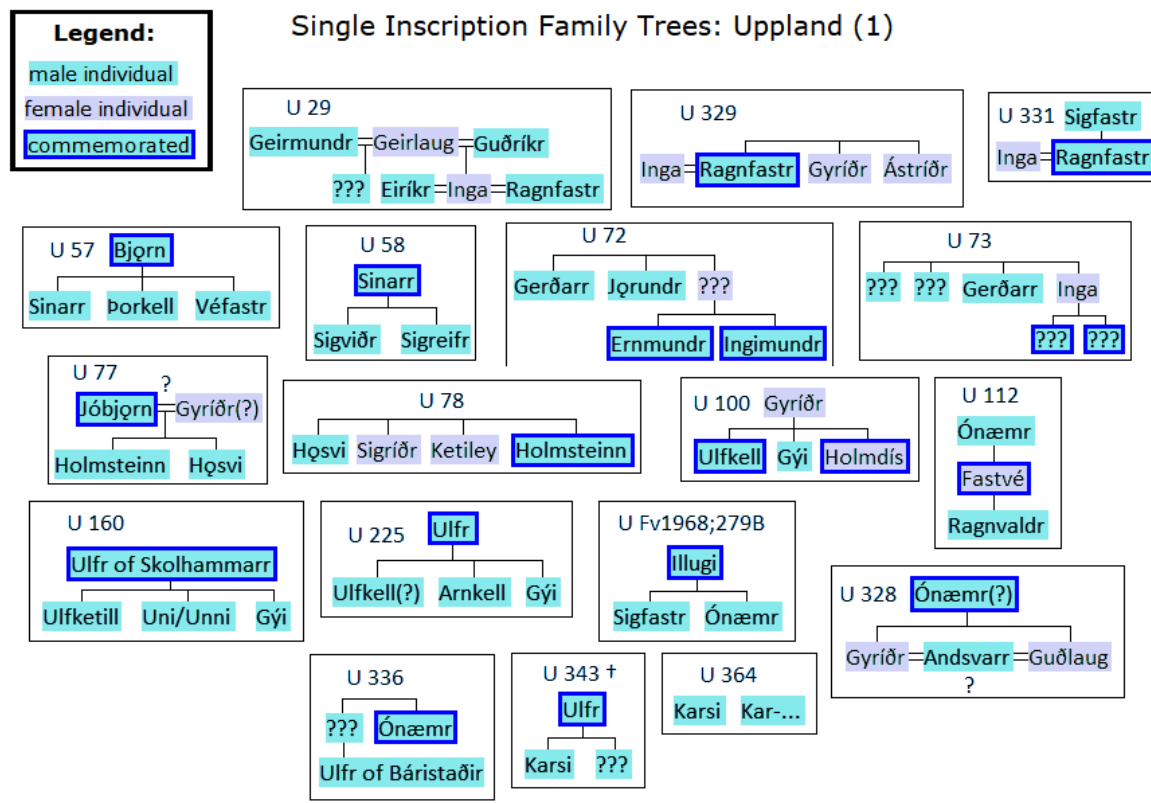 Single Inscription Family Trees: Uppland (1)
Legend:
male individual
female individual
commemorated
U 29
Geirmundr Geirlaug Guðríkr
??? Eiríkr Inga Ragnfastr
U 329
Inga Ragnfastr Gyríðr Ástríðr
U 331 Sigfastr
Inga Ragnfastr
U 57 Bjǫrn
Sinarr Þorkell Véfastr
U 58
Sinarr
Sigviðr Sigreifr
U 72
Gerðarr Jǫrundr ???
Ernmundr Ingimundr
U 73
??? ??? Gerðarr Inga
??? ???
U 77
?
Jóbjǫrn Gyríðr(?)
Holmsteinn Hǫsvi
U 78
Hǫsvi Sigríðr Ketiley Holmsteinn
U 100 Gyríðr
Ulfkell Gýi Holmdís
U 112
Ónæmr
Fastvé
Ragnvaldr
U 160
Ulfr of Skolhammarr
Ulfketill Uni/Unni Gýi
U 225 Ulfr
Ulfkell(?) Arnkell Gýi
U Fv1968;279B
Illugi
Sigfastr Ónæmr
U 328 Ónæmr(?)
Gyríðr Andsvarr Guðlaug
?
U 336
??? Ónæmr
Ulfr of Báristaðir
U 343 †
Ulfr
Karsi ???
U 364
Karsi Kar-...